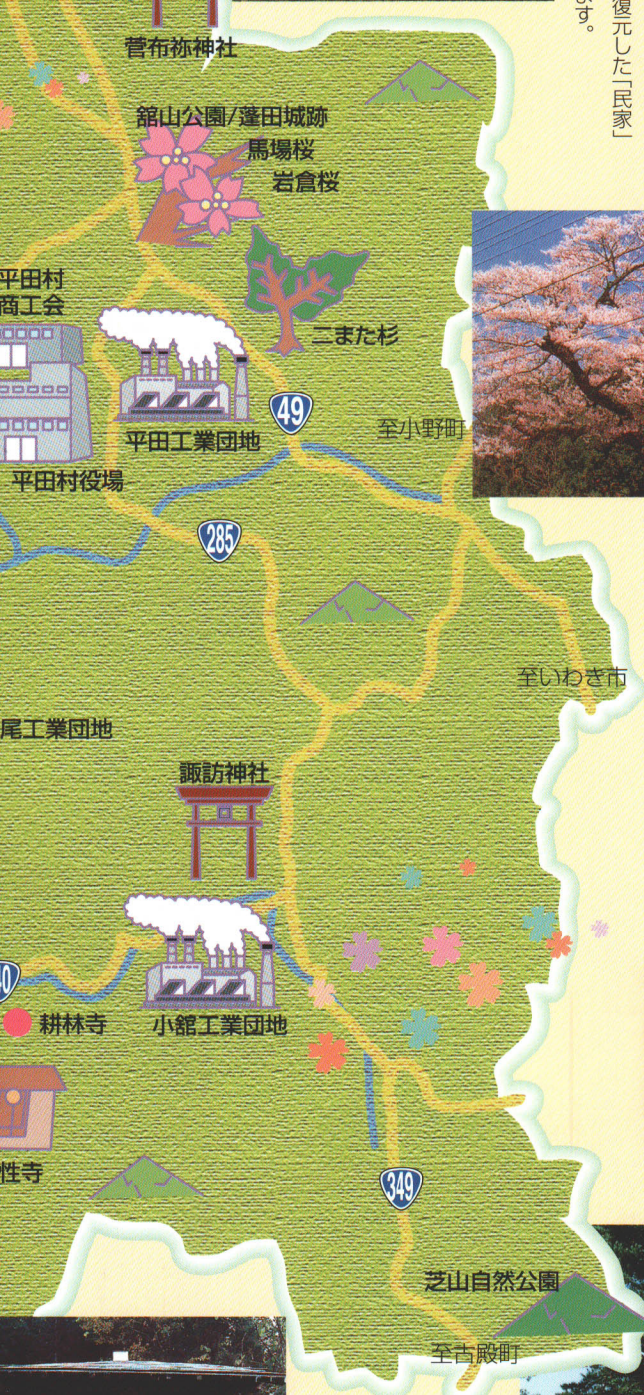 復元した「民家」
ます。
菅布祢神社
舘山公園/蓬田城跡
馬場桜
岩倉桜
平田村
商工会
二また杉
49
至小野町
平田工業団地
平田村役場
285
至いわき市
尾工業団地
諏訪神社
40
耕林寺
小舘工業団地
性寺
349
芝山自然公園
至古殿町